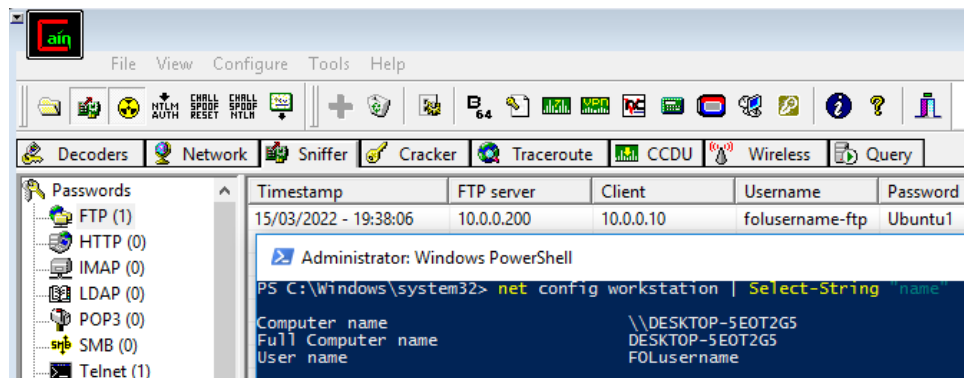 Cain
File View Configure Tools Help
NTLM AUTH CHALL SPOOF RESET CHALL SPOOF NTLM B64
Decoders Network Sniffer Cracker Traceroute CCDU Wireless Query
Passwords Timestamp FTP server Client Username Password
FTP (1) 15/03/2022 - 19:38:06 10.0.0.200 10.0.0.10 folusername-ftp Ubuntu1
HTTP (0)
IMAP (0) Administrator: Windows PowerShell
LDAP (0) PS C:\Windows\system32> net config workstation | Select-String "name"
POP3 (0) Computer name \\DESKTOP-5EOT2G5
SMB (0) Full Computer name DESKTOP-5EOT2G5
Telnet (1) User name FOLusername